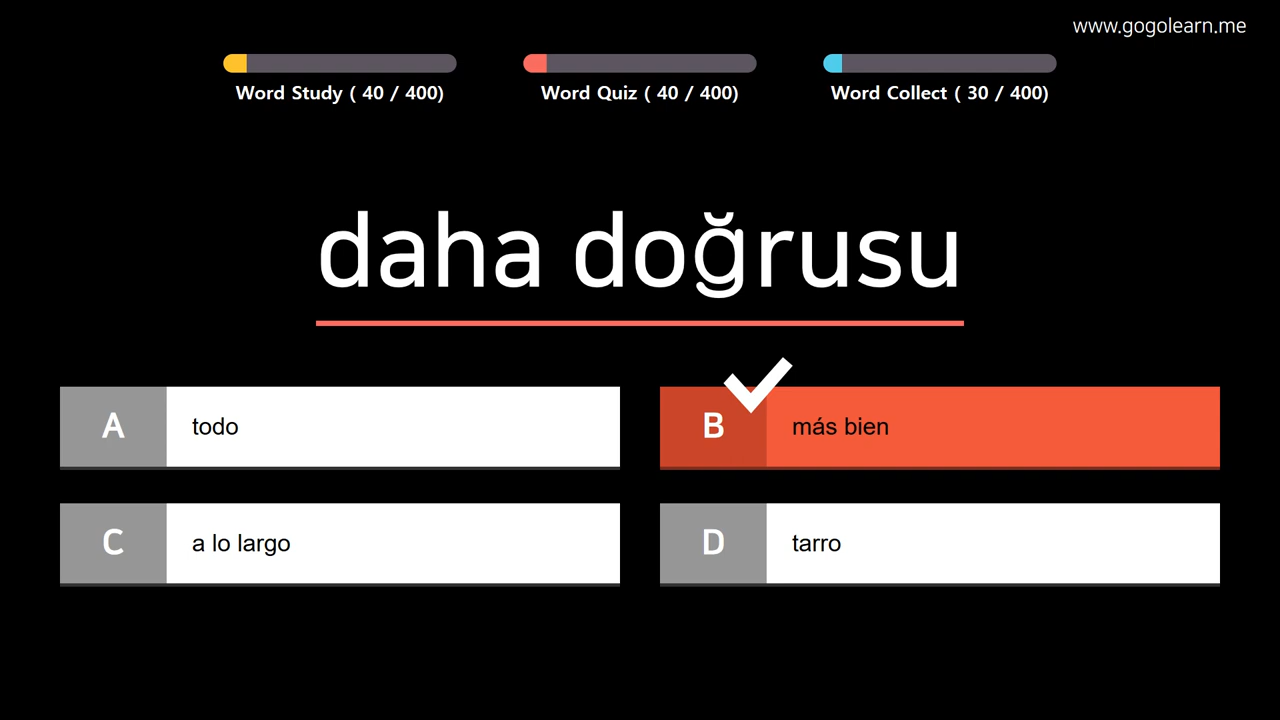 www.gogolearn.me
Word Study ( 40 / 400)
Word Quiz ( 40 / 400)
Word Collect ( 30 / 400)
daha doğrusu
A
todo
B
más bien
C
a lo largo
D
tarro